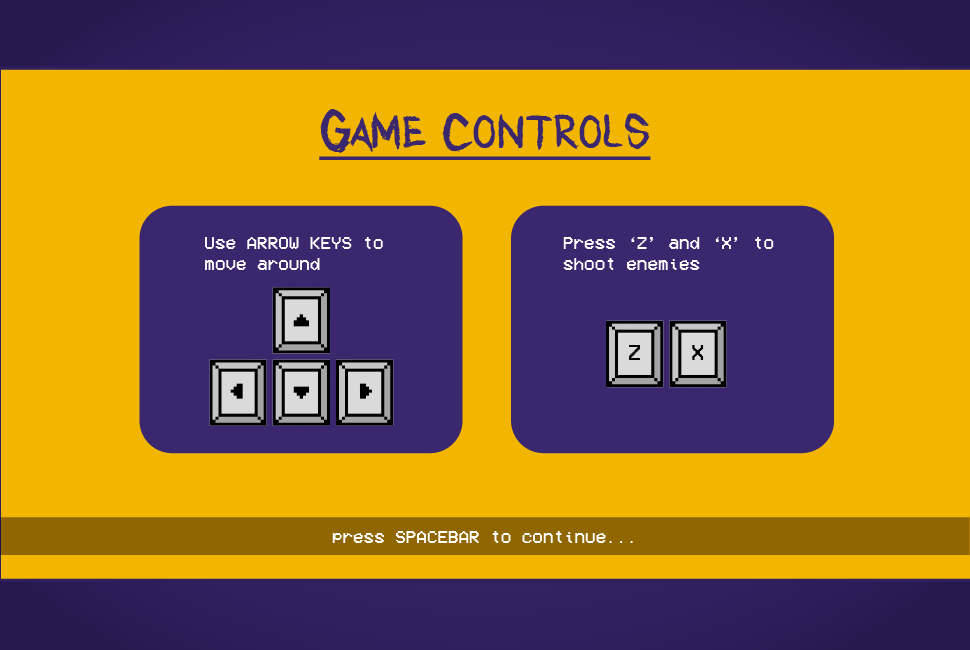 GAME CONTROLS
Use ARROW KEYS to
move around
Press ‘Z’ and ‘X’ to
shoot enemies
Z X
press SPACEBAR to continue...